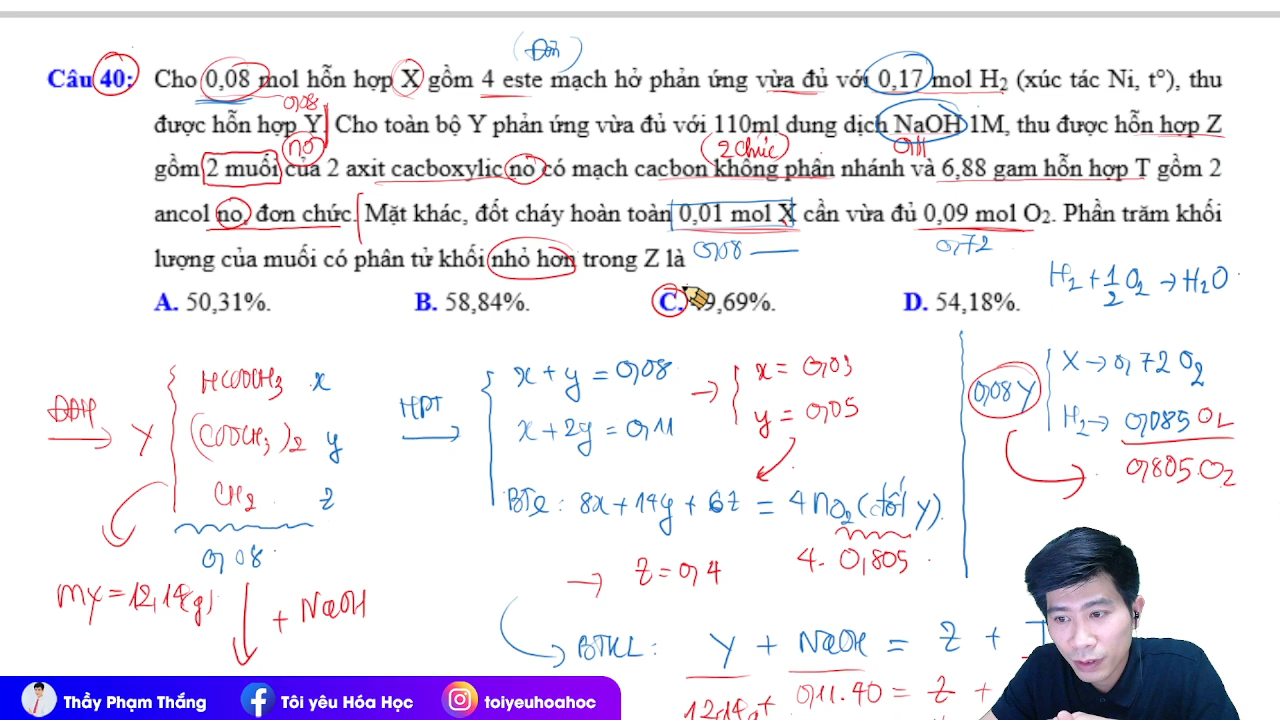 (Đơn)
Câu 40: Cho 0,08 mol hỗn hợp X gồm 4 este mạch hở phản ứng vừa đủ với 0,17 mol H2 (xúc tác Ni, t°), thu
0,08
được hỗn hợp Y. Cho toàn bộ Y phản ứng vừa đủ với 110ml dung dịch NaOH 1M, thu được hỗn hợp Z
no (2 chức) 0,11
gồm 2 muối của 2 axit cacboxylic no có mạch cacbon không phân nhánh và 6,88 gam hỗn hợp T gồm 2
ancol no, đơn chức. Mặt khác, đốt cháy hoàn toàn 0,01 mol X cần vừa đủ 0,09 mol O2. Phần trăm khối
0,08 0,72
lượng của muối có phân tử khối nhỏ hơn trong Z là
H2 + 1/2 O2 → H2O
A. 50,31%. B. 58,84%. C. 9,69%. D. 54,18%.
ĐĐH → Y
HCOOCH3 x
(COOCH3)2 y
CH2 z
0,08
mY = 12,14(g)
+ NaOH
HPT →
x + y = 0,08
x + 2y = 0,11
→ x = 0,03
y = 0,05
BTe: 8x + 14y + 6z = 4nO2 (đốt Y).
4. 0,805
→ z = 0,4
BTKL: Y + NaOH = Z + T
12,14 + 0,11.40 = Z +
0,08 Y
X → 0,72 O2
H2 → 0,085 O2
0,805 O2
Thầy Phạm Thắng
Tôi yêu Hóa Học
toiyeuhoahoc